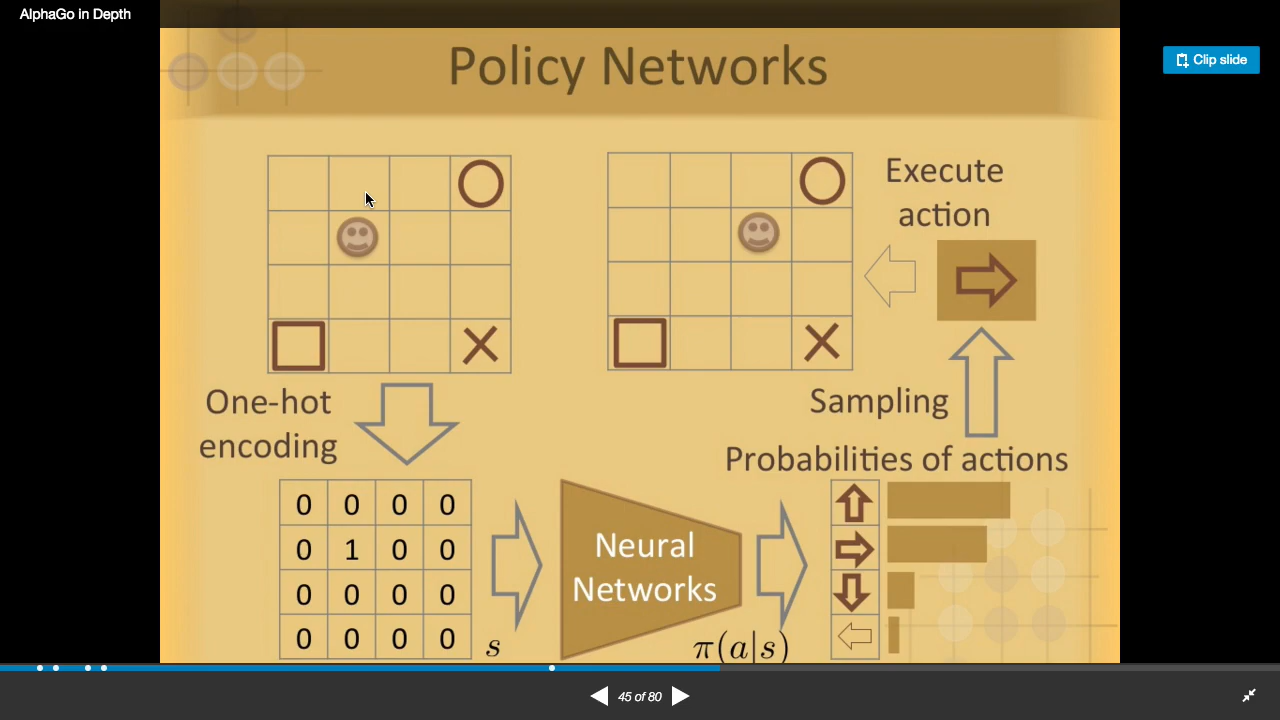 AlphaGo in Depth
Clip slide
Policy Networks
Execute
action
One-hot
encoding
Sampling
Probabilities of actions
0 0 0 0
0 1 0 0
0 0 0 0
0 0 0 0
s
Neural
Networks
π(a|s)
45 of 80